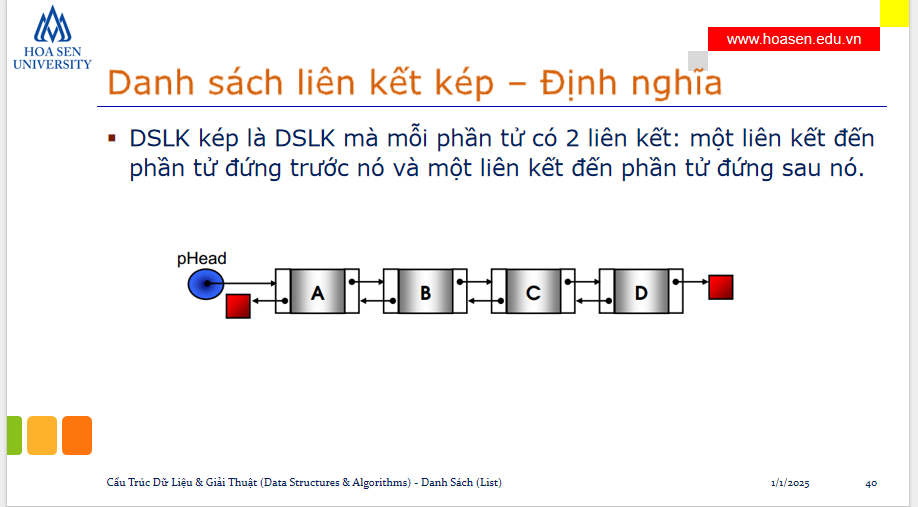 HOA SEN
UNIVERSITY
www.hoasen.edu.vn
Danh sách liên kết kép – Định nghĩa
▪ DSLK kép là DSLK mà mỗi phần tử có 2 liên kết: một liên kết đến
phần tử đứng trước nó và một liên kết đến phần tử đứng sau nó.
pHead
A B C D
Cấu Trúc Dữ Liệu & Giải Thuật (Data Structures & Algorithms) - Danh Sách (List) 1/1/2025 40